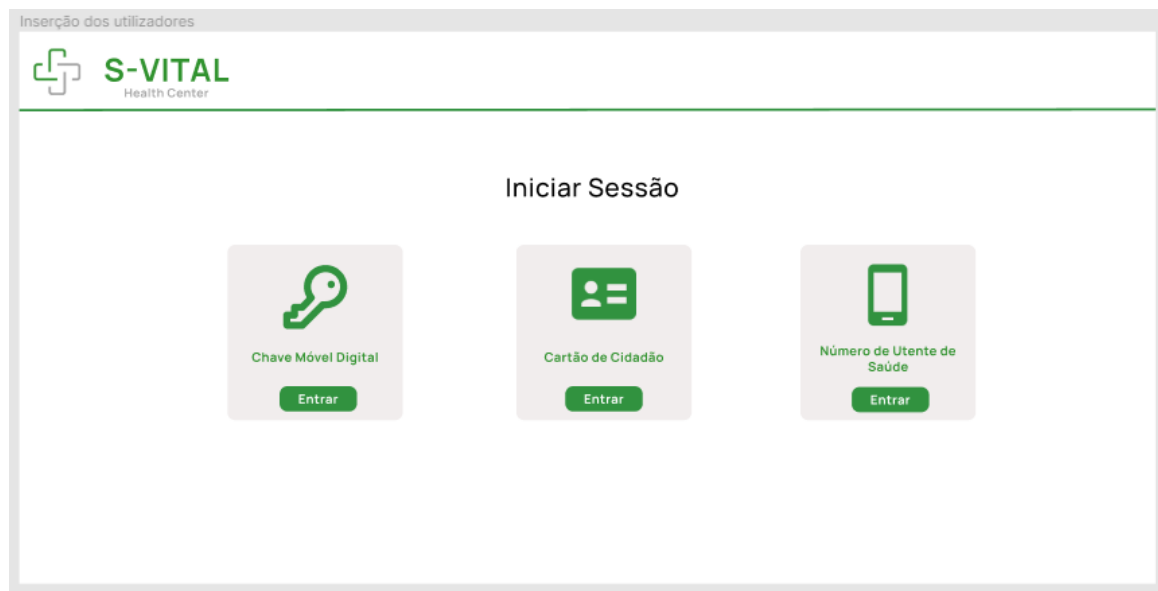 Inserção dos utilizadores
S-VITAL
Health Center
Iniciar Sessão
Chave Móvel Digital
Entrar
Cartão de Cidadão
Entrar
Número de Utente de
Saúde
Entrar